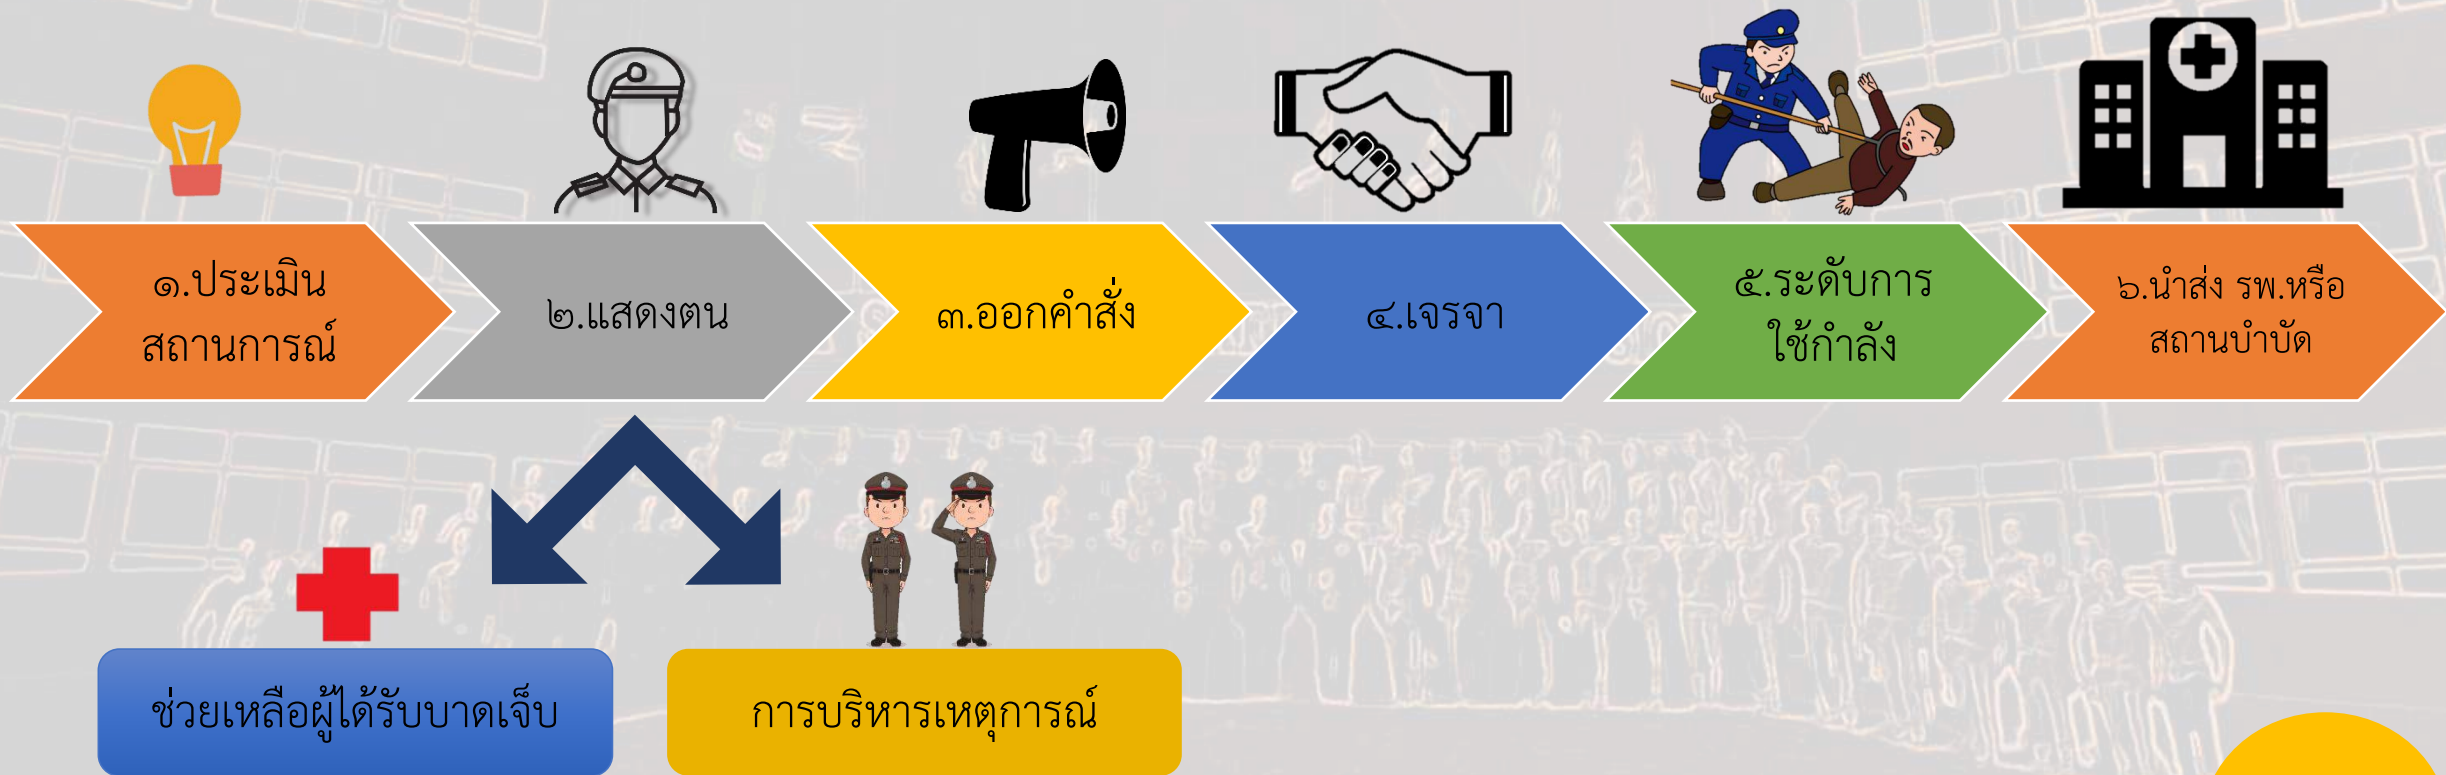 ๑.ประเมิน
สถานการณ์
๒.แสดงตน
๓.ออกคำสั่ง
๔.เจรจา
๕.ระดับการ
ใช้กำลัง
๖.นำส่ง รพ.หรือ
สถานบำบัด
ช่วยเหลือผู้ได้รับบาดเจ็บ
การบริหารเหตุการณ์